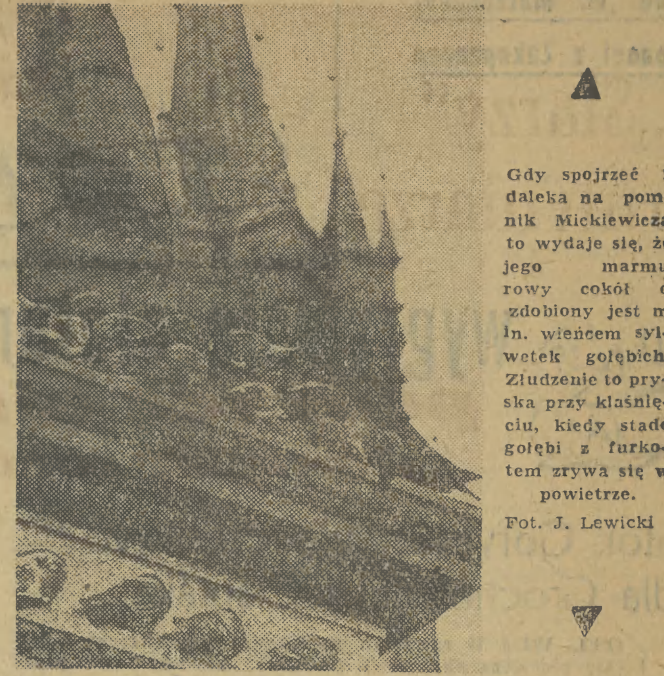 Gdy spojrzeć
daleka na pom-
nik Mickiewicza
to wydaje się, że
jego marmu-
rowy cokół
zdobiony jest m
in. wieńcem syl-
wetek gołębich.
Złudzenie to pry-
ska przy klaśnię-
ciu, kiedy stado
gołębi z furko-
tem zrywa się w
powietrze.
Fot. J. Lewicki